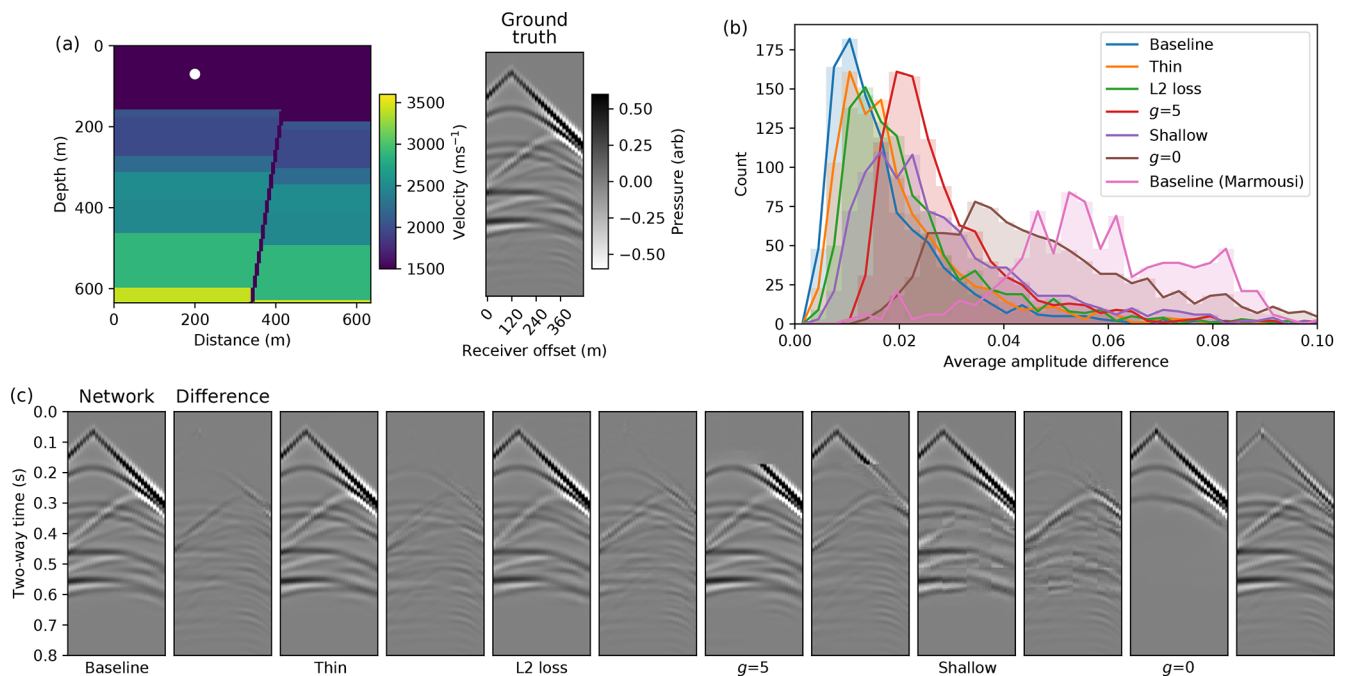 (a)
0
200
400
600
Depth (m)
0
200
400
600
Distance (m)
3500
3000
2500
2000
1500
Velocity (ms⁻¹)
Ground
truth
0
120
240
360
Receiver offset (m)
0.50
0.25
0.00
−0.25
−0.50
Pressure (arb)
(b)
175
150
125
100
75
50
25
0
Count
0.00
0.02
0.04
0.06
0.08
0.10
Average amplitude difference
Baseline
Thin
L2 loss
g=5
Shallow
g=0
Baseline (Marmousi)
(c)
Network
Difference
0.0
0.1
0.2
0.3
0.4
0.5
0.6
0.7
0.8
Two-way time (s)
Baseline
Thin
L2 loss
g=5
Shallow
g=0